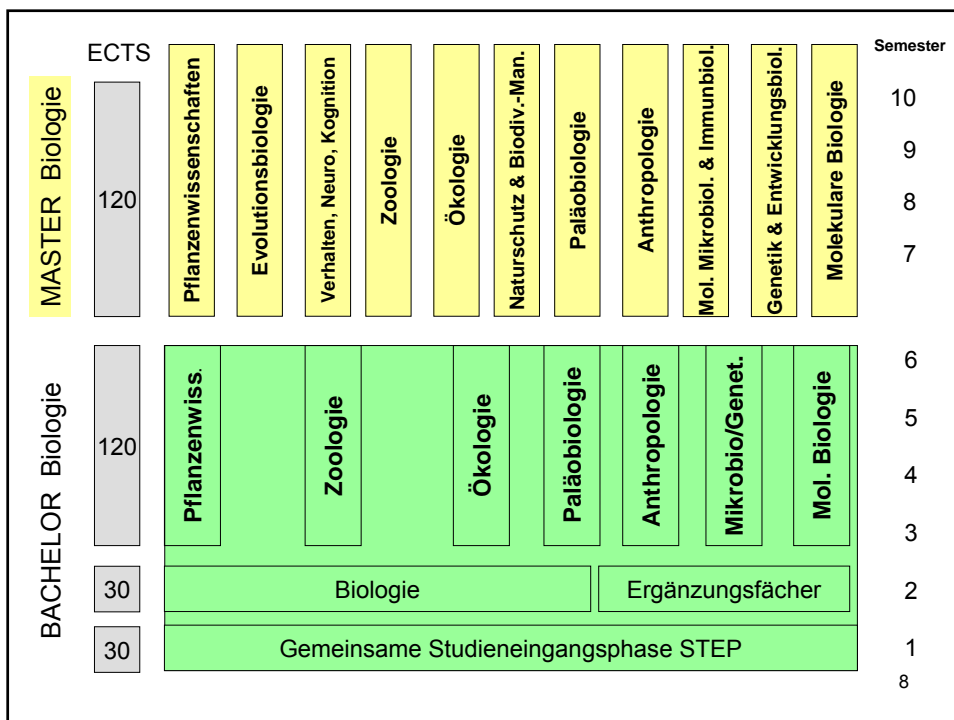 ECTS
Semester
MASTER Biologie
120
Pflanzenwissenschaften
Evolutionsbiologie
Verhalten, Neuro, Kognition
Zoologie
Ökologie
Naturschutz & Biodiv.-Man.
Paläobiologie
Anthropologie
Mol. Mikrobiol. & Immunbiol.
Genetik & Entwicklungsbiol.
Molekulare Biologie
10
9
8
7
BACHELOR Biologie
120
Pflanzenwiss.
Zoologie
Ökologie
Paläobiologie
Anthropologie
Mikrobio/Genet.
Mol. Biologie
6
5
4
3
30
Biologie
Ergänzungsfächer
2
30
Gemeinsame Studieneingangsphase STEP
1
8